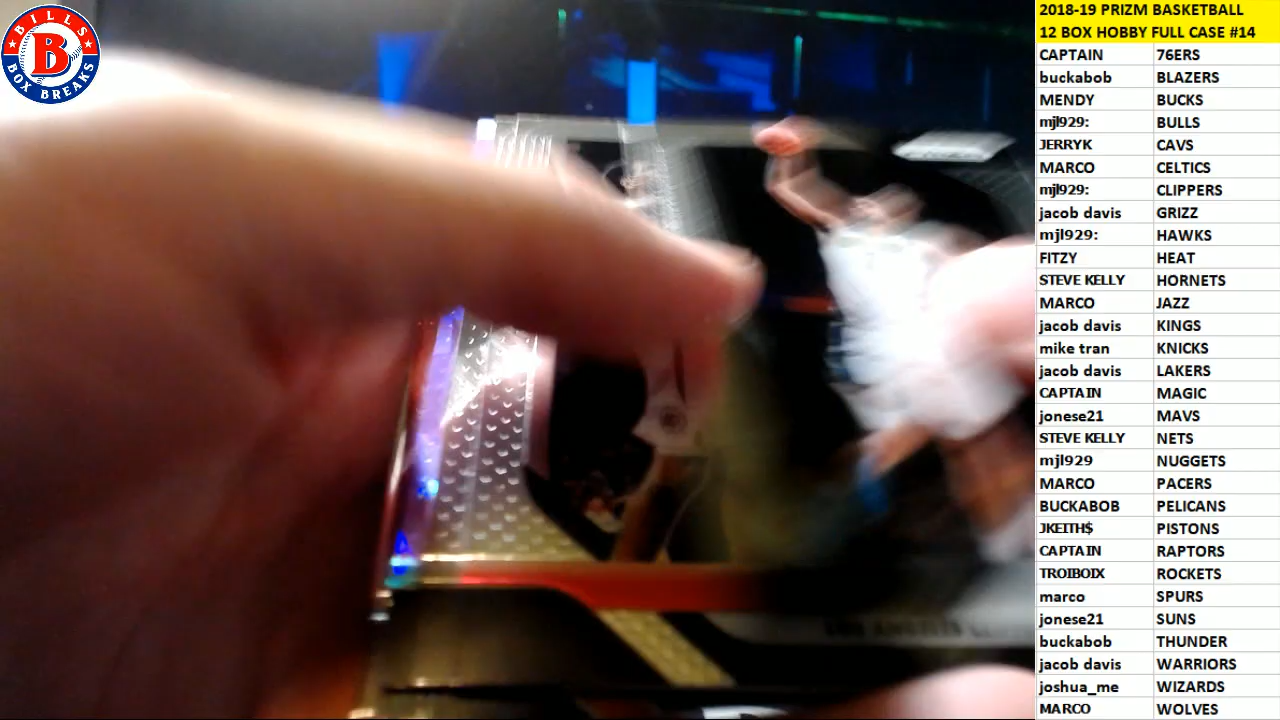 BILLS
B
BOX BREAKS
2018-19 PRIZM BASKETBALL
12 BOX HOBBY FULL CASE #14
CAPTAIN 76ERS
buckabob BLAZERS
MENDY BUCKS
mjl929: BULLS
JERRYK CAVS
MARCO CELTICS
mjl929: CLIPPERS
jacob davis GRIZZ
mjl929: HAWKS
FITZY HEAT
STEVE KELLY HORNETS
MARCO JAZZ
jacob davis KINGS
mike tran KNICKS
jacob davis LAKERS
CAPTAIN MAGIC
jonese21 MAVS
STEVE KELLY NETS
mjl929 NUGGETS
MARCO PACERS
BUCKABOB PELICANS
JKEITH$ PISTONS
CAPTAIN RAPTORS
TROIBOIX ROCKETS
marco SPURS
jonese21 SUNS
buckabob THUNDER
jacob davis WARRIORS
joshua_me WIZARDS
MARCO WOLVES